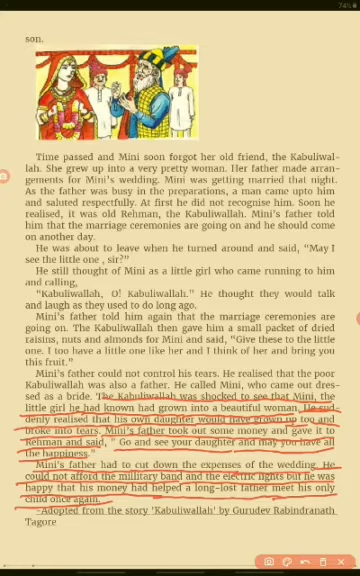 74%
son.
Time passed and Mini soon forgot her old friend, the Kabuliwal-
lah. She grew up into a very pretty woman. Her father made arran-
gements for Mini's wedding. Mini was getting married that night.
As the father was busy in the preparations, a man came upto him
and saluted respectfully. At first he did not recognise him. Soon he
realised, it was old Rehman, the Kabuliwallah. Mini's father told
him that the marriage ceremonies are going on and he should come
on another day.
He was about to leave when he turned around and said, "May I
see the little one , sir?"
He still thought of Mini as a little girl who came running to him
and calling,
"Kabuliwallah, O! Kabuliwallah." He thought they would talk
and laugh as they used to do long ago.
Mini's father told him again that the marriage ceremonies are
going on. The Kabuliwallah then gave him a small packet of dried
raisins, nuts and almonds for Mini and said, "Give these to the little
one. I too have a little one like her and I think of her and bring you
this fruit."
Mini's father could not control his tears. He realised that the poor
Kabuliwallah was also a father. He called Mini, who came out dres-
sed as a bride. The Kabuliwallah was shocked to see that Mini, the
little girl he had known had grown into a beautiful woman. He sud-
denly realised that his own daughter would have grown up too and
broke into tears. Mini's father took out some money and gave it to
Rehman and said, " Go and see your daughter and may you have all
the happiness."
Mini's father had to cut down the expenses of the wedding. He
could not afford the military band and the electric lights but he was
happy that his money had helped a long-lost father meet his only
child once again.
-Adopted from the story 'Kabuliwallah' by Gurudev Rabindranath
Tagore